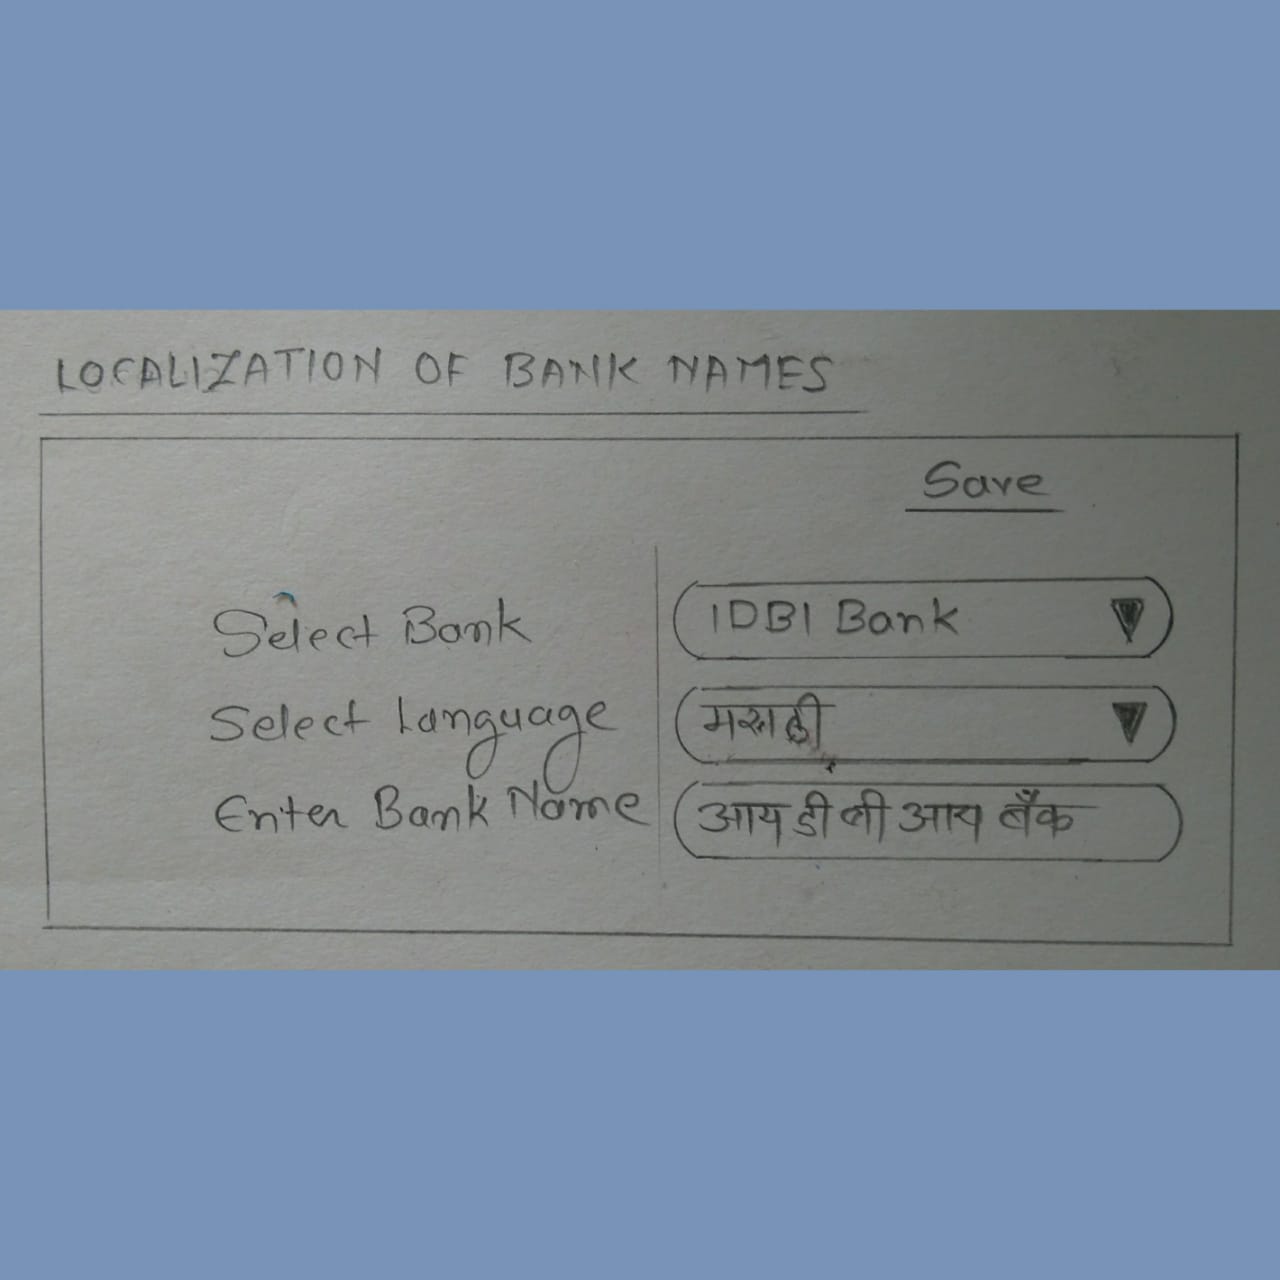 LOCALIZATION OF BANK NAMES
Save
Select Bank
IDBI Bank
Select Language
मराठी
Enter Bank Name
आय डी बी आय बँक